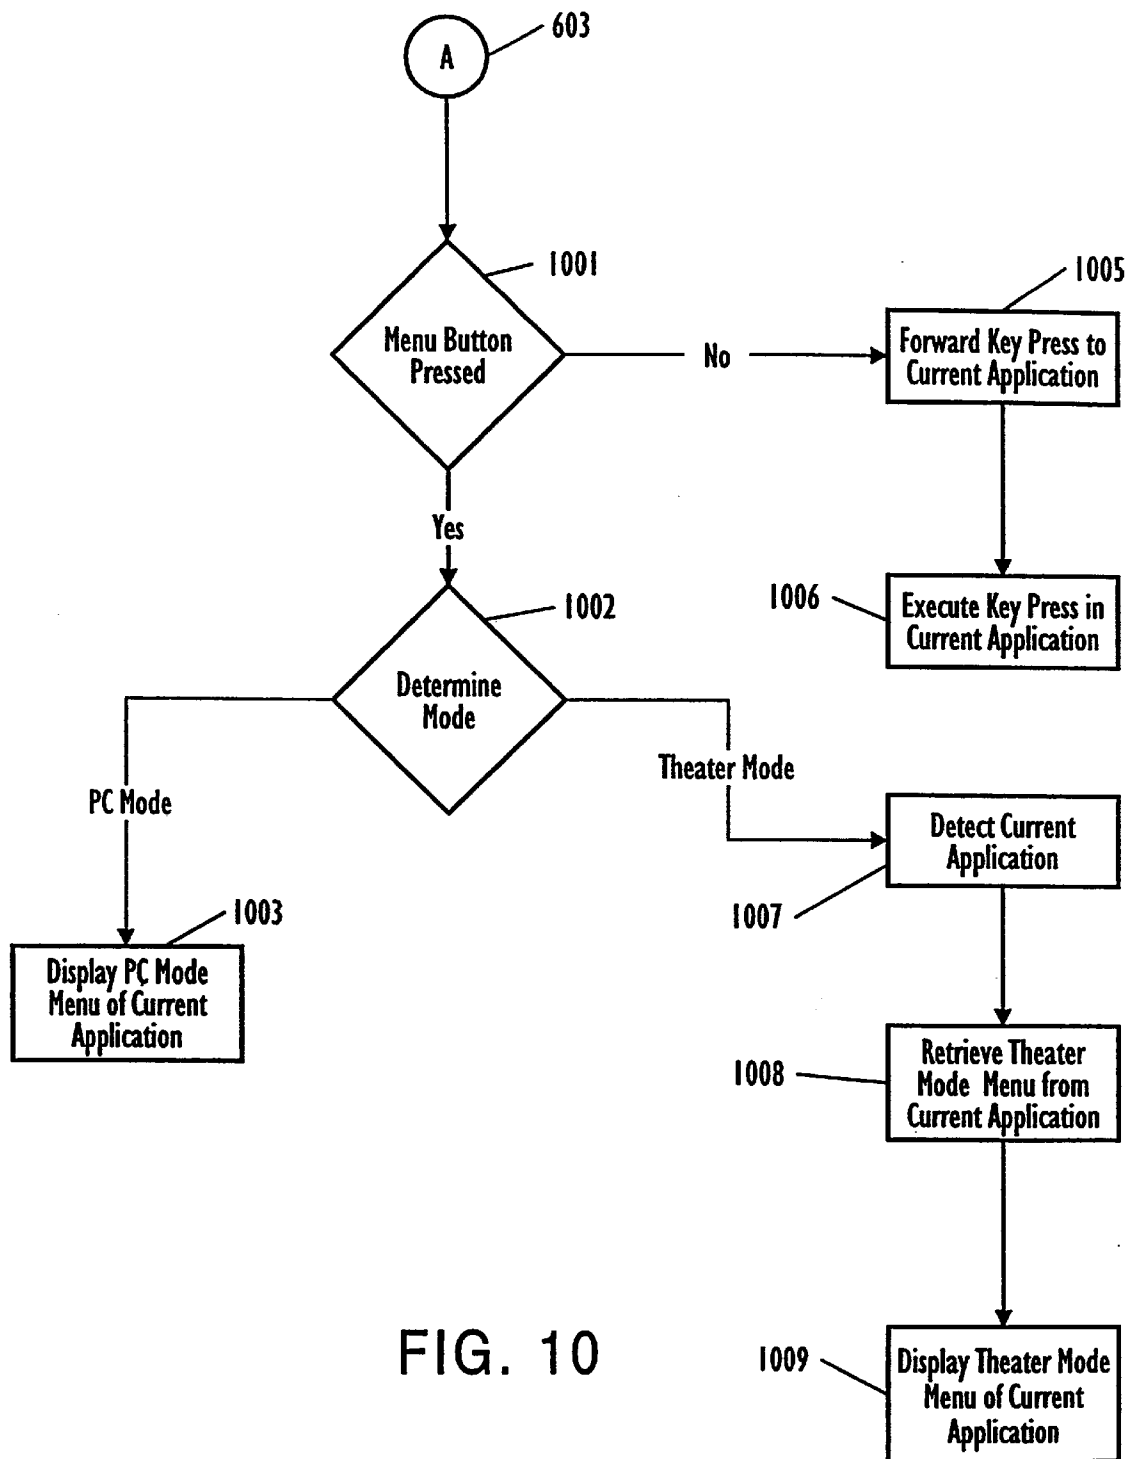 603
A
1001
Menu Button
Pressed
No
1005
Forward Key Press to
Current Application
Yes
1006
Execute Key Press in
Current Application
1002
Determine
Mode
PC Mode
Theater Mode
Detect Current
Application
1007
1003
Display PC Mode
Menu of Current
Application
1008
Retrieve Theater
Mode Menu from
Current Application
FIG. 10
1009
Display Theater Mode
Menu of Current
Application